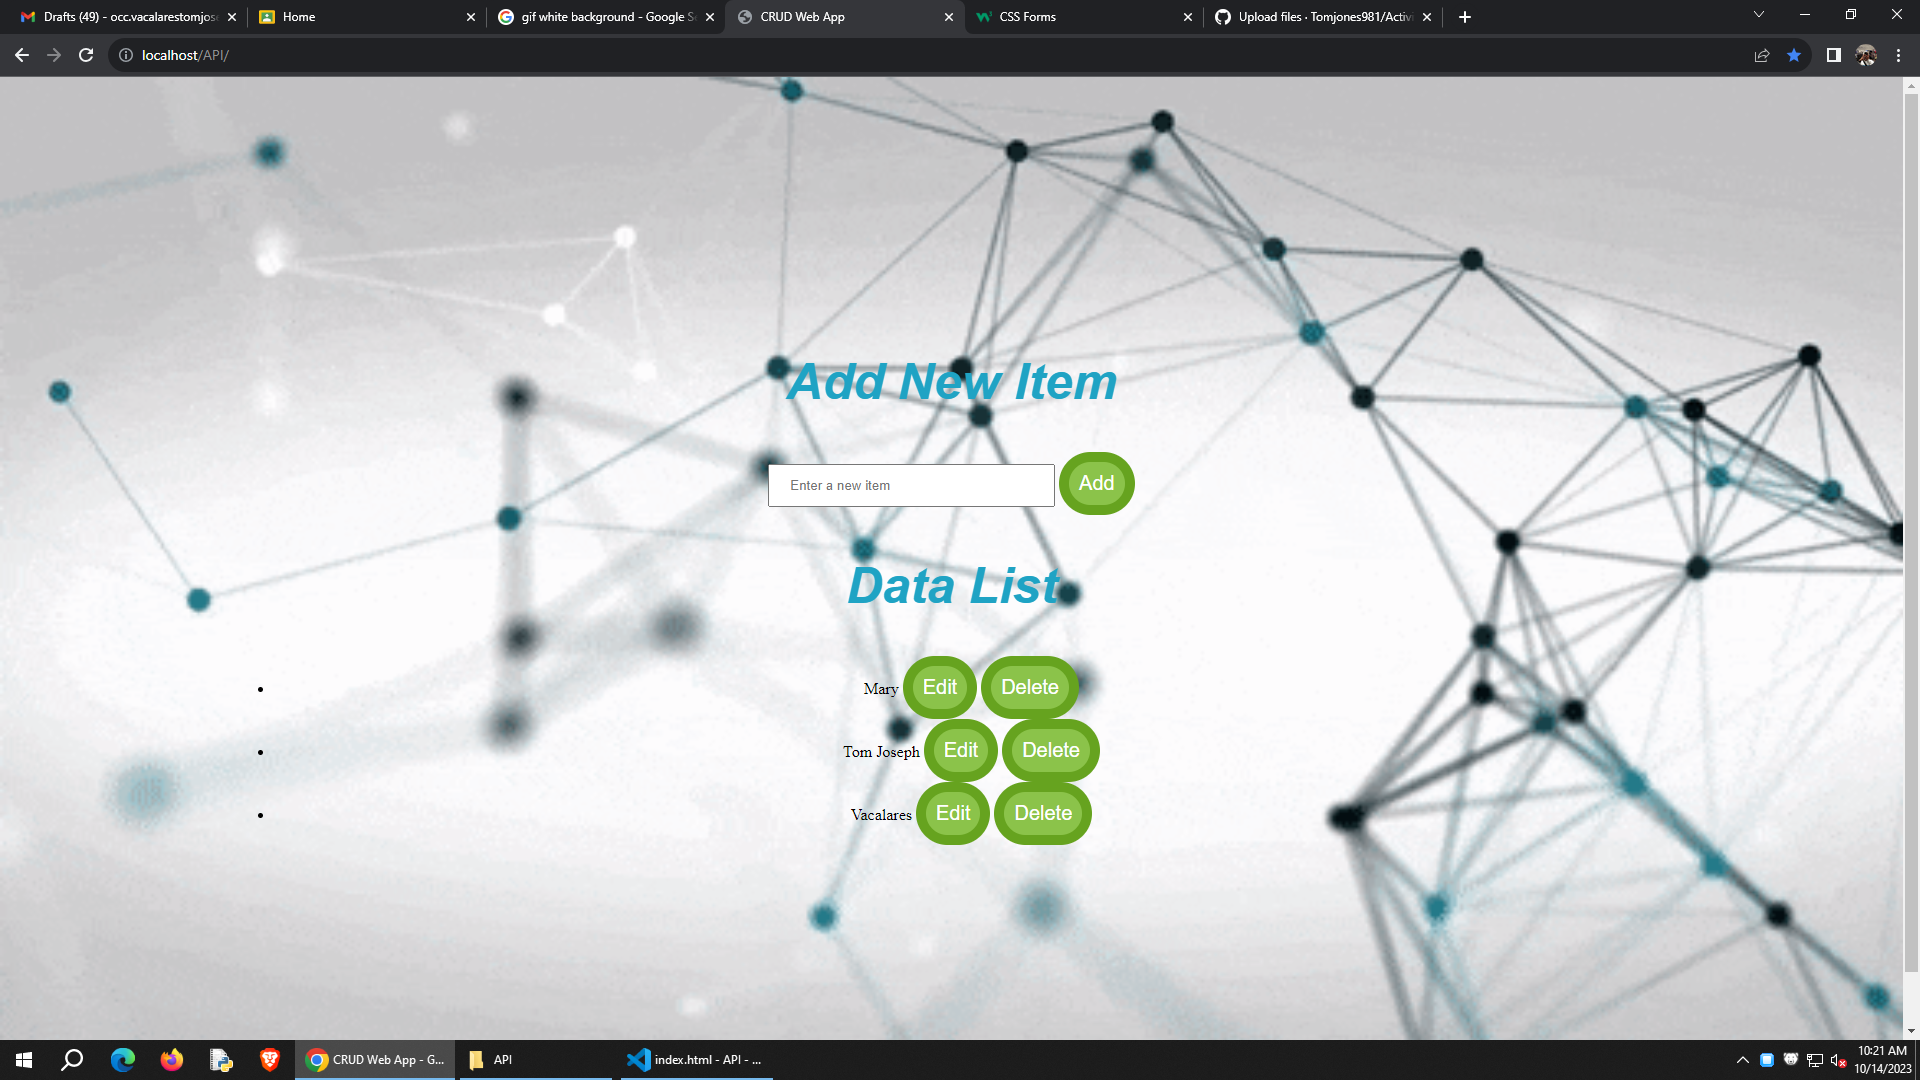 Drafts (49) - occ.vacalarestomjos
Home
gif white background - Google Se
CRUD Web App
CSS Forms
Upload files · Tomjones981/Activi
localhost/API/
Add New Item
Enter a new item Add
Data List
Mary Edit Delete
Tom Joseph Edit Delete
Vacalares Edit Delete
CRUD Web App - G...
API
index.html - API - ...
10:21 AM
10/14/2023